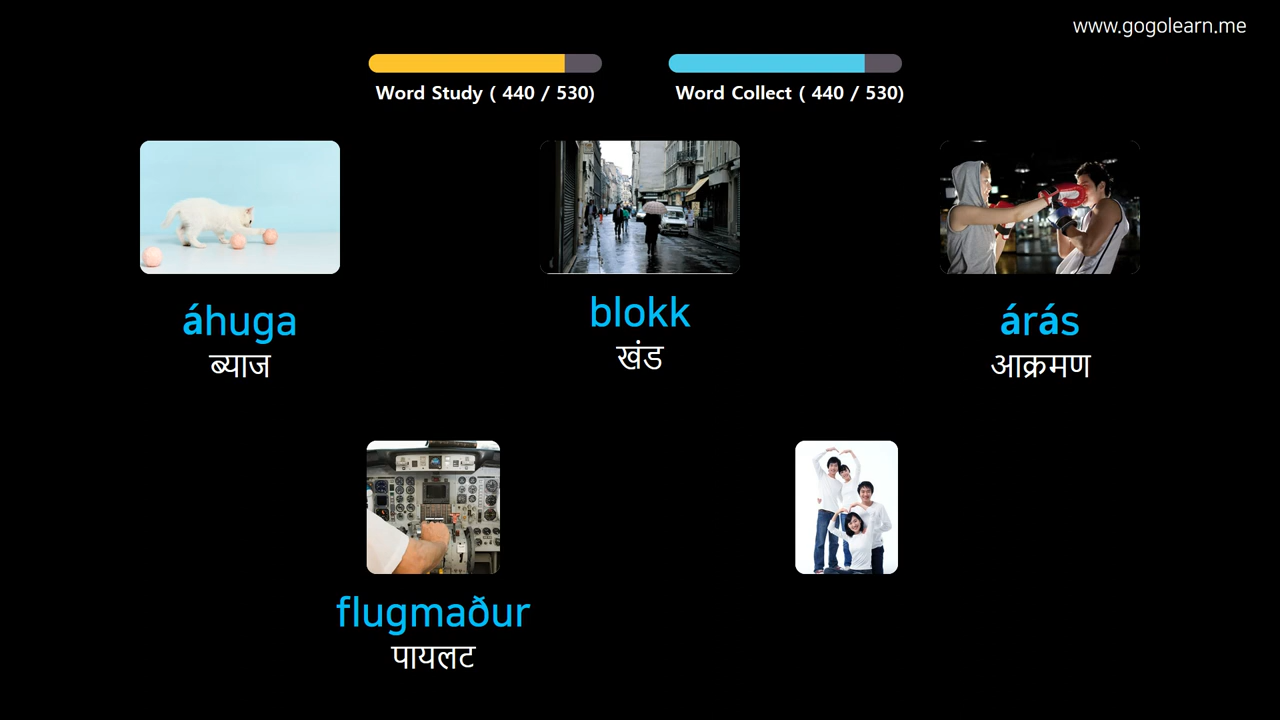 www.gogolearn.me
Word Study ( 440 / 530)
Word Collect ( 440 / 530)
áhuga
ब्याज
blokk
खंड
árás
आक्रमण
flugmaður
पायलट